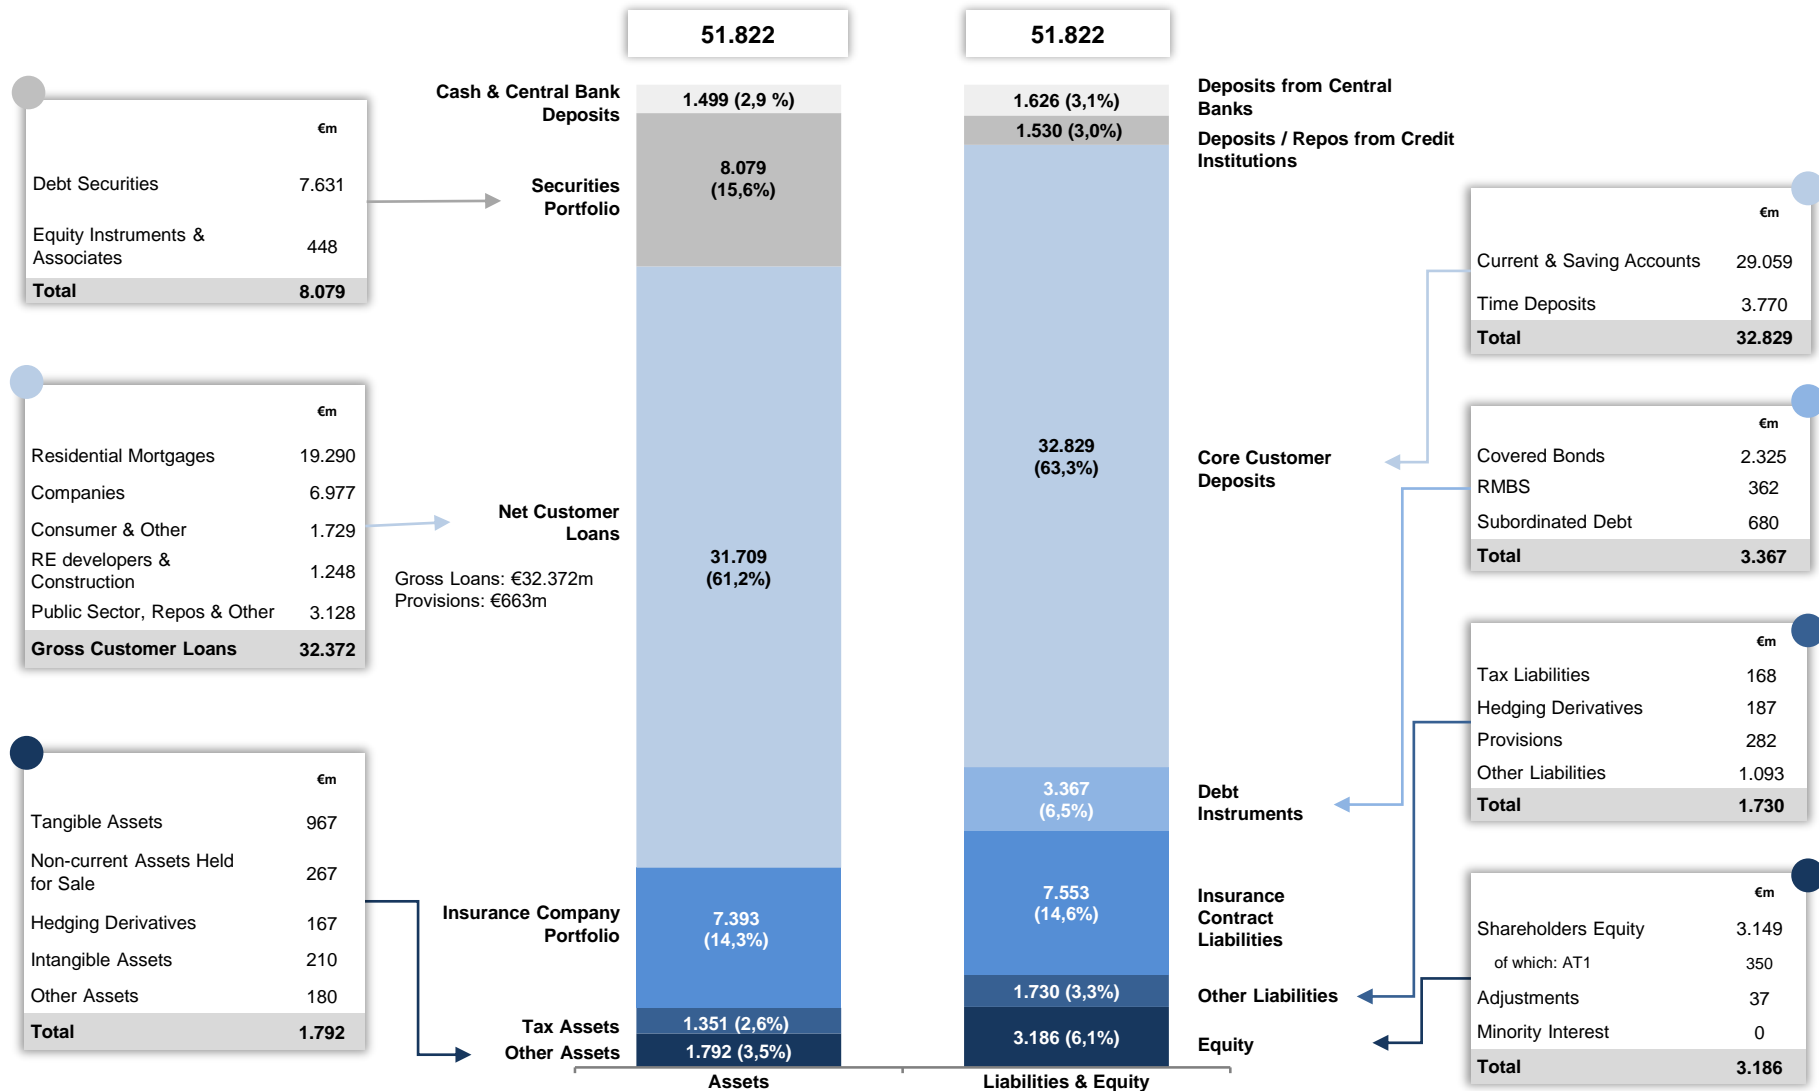 51.822
51.822
€m
Debt Securities 7.631
Equity Instruments &
Associates 448
Total 8.079
€m
Residential Mortgages 19.290
Companies 6.977
Consumer & Other 1.729
RE developers &
Construction 1.248
Public Sector, Repos & Other 3.128
Gross Customer Loans 32.372
€m
Tangible Assets 967
Non-current Assets Held
for Sale 267
Hedging Derivatives 167
Intangible Assets 210
Other Assets 180
Total 1.792
Cash & Central Bank
Deposits
Securities
Portfolio
Net Customer
Loans
Gross Loans: €32.372m
Provisions: €663m
Insurance Company
Portfolio
Tax Assets
Other Assets
1.499 (2,9 %)
8.079
(15,6%)
31.709
(61,2%)
7.393
(14,3%)
1.351 (2,6%)
1.792 (3,5%)
Assets
1.626 (3,1%)
1.530 (3,0%)
32.829
(63,3%)
3.367
(6,5%)
7.553
(14,6%)
1.730 (3,3%)
3.186 (6,1%)
Liabilities & Equity
Deposits from Central
Banks
Deposits / Repos from Credit
Institutions
Core Customer
Deposits
Debt
Instruments
Insurance
Contract
Liabilities
Other Liabilities
Equity
€m
Current & Saving Accounts 29.059
Time Deposits 3.770
Total 32.829
€m
Covered Bonds 2.325
RMBS 362
Subordinated Debt 680
Total 3.367
€m
Tax Liabilities 168
Hedging Derivatives 187
Provisions 282
Other Liabilities 1.093
Total 1.730
€m
Shareholders Equity 3.149
of which: AT1 350
Adjustments 37
Minority Interest 0
Total 3.186